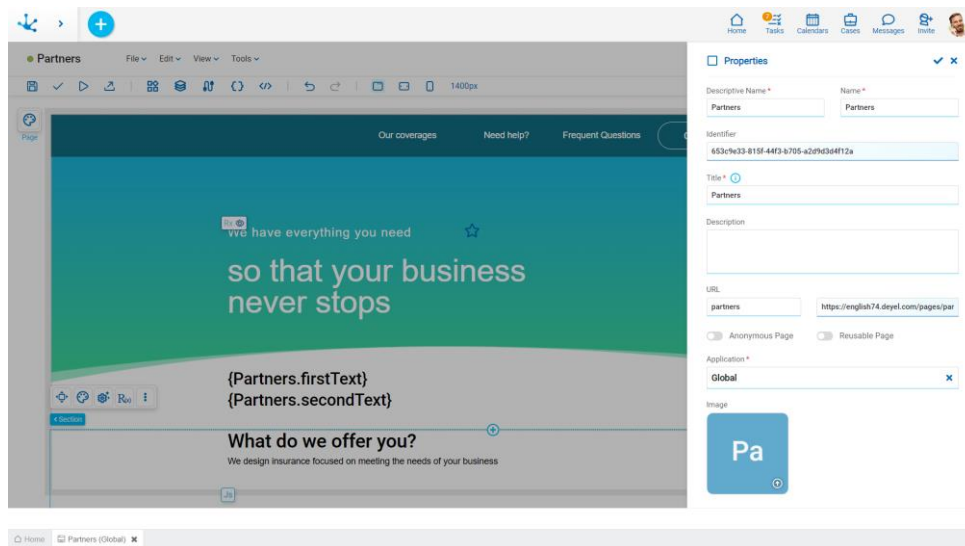 7
Home Tasks Calendars Cases Messages Invite
Partners File Edit View Tools
1400px
Page
Our coverages Need help? Frequent Questions
We have everything you need
so that your business
never stops
{Partners.firstText}
{Partners.secondText}
Section
What do we offer you?
We design insurance focused on meeting the needs of your business
Js
Properties
Descriptive Name * Name *
Partners Partners
Identifier
653c9e33-815f-44f3-b705-a2d9d3d4f12a
Title *
Partners
Description
URL
partners https://english74.deyel.com/pages/par
Anonymous Page Reusable Page
Application *
Global
Image
Pa
Home Partners (Global)